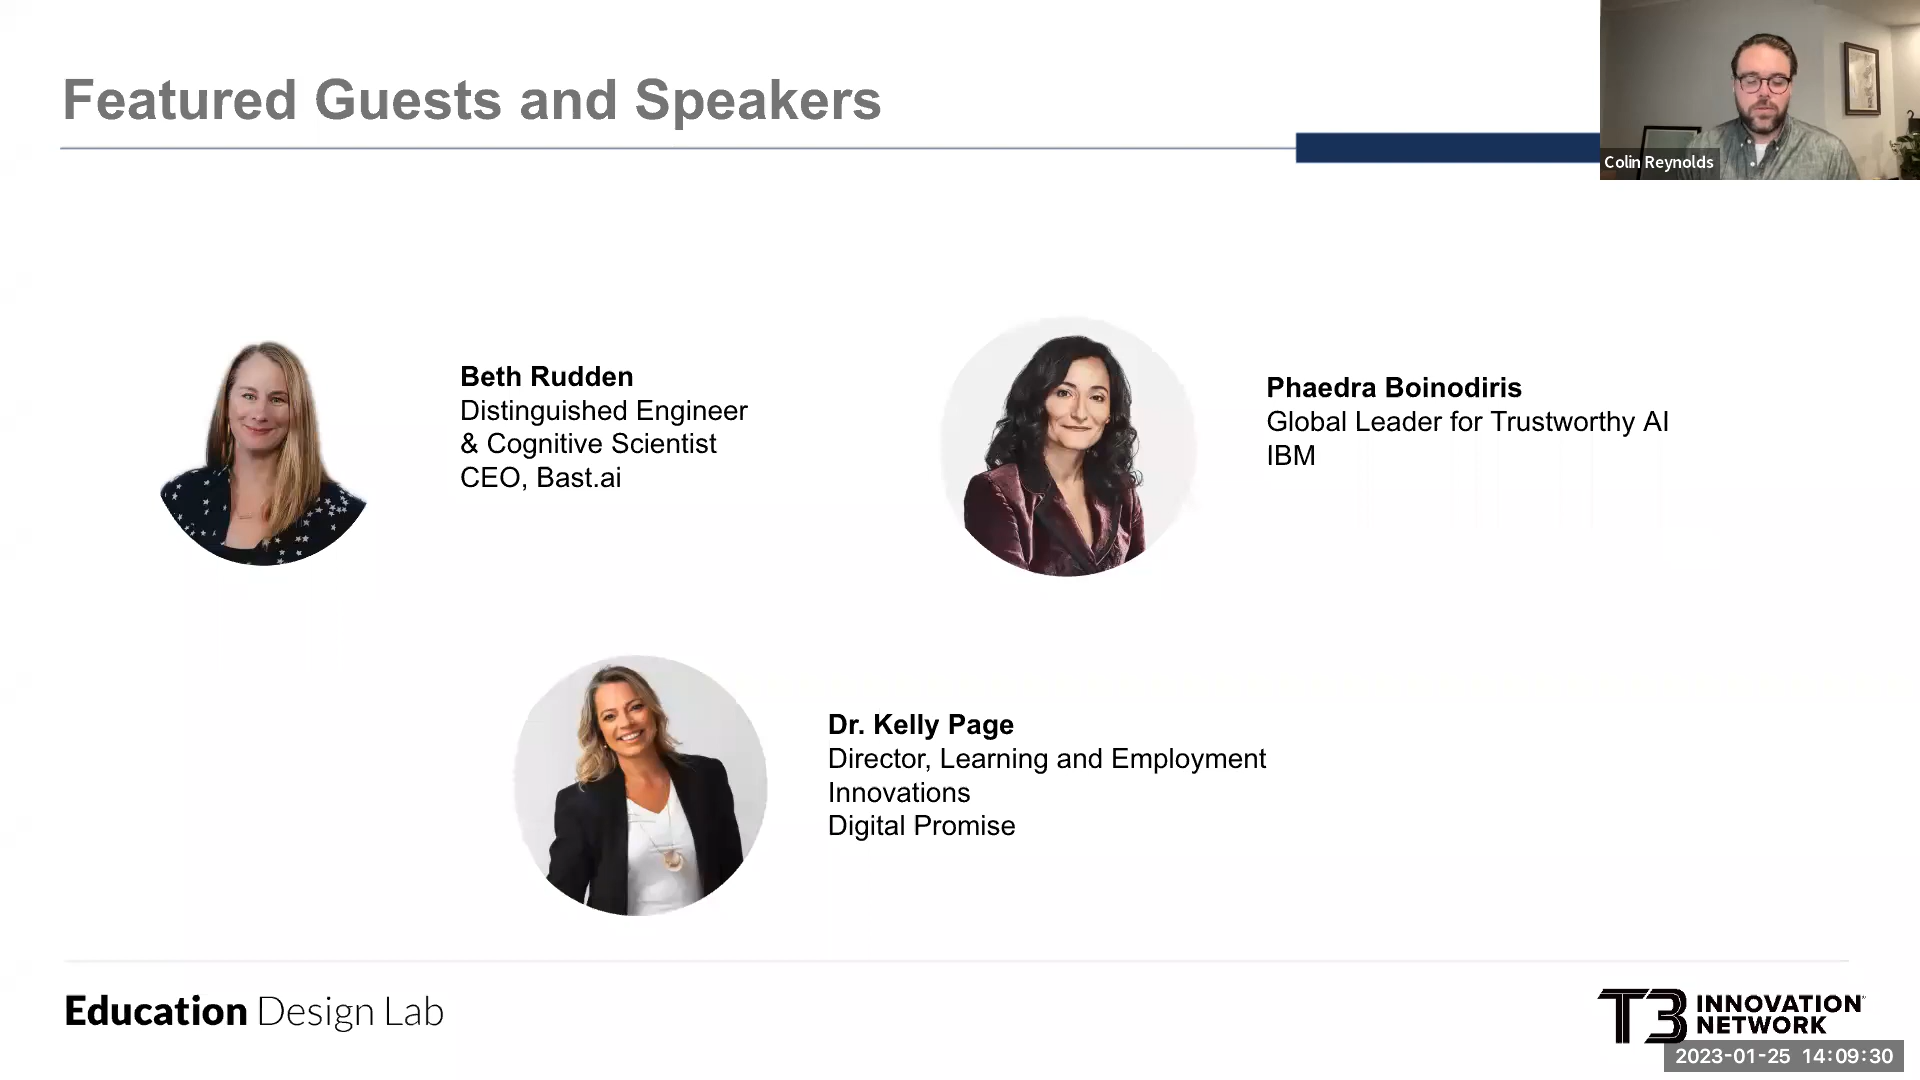 Featured Guests and Speakers
Colin Reynolds
Beth Rudden
Distinguished Engineer
& Cognitive Scientist
CEO, Bast.ai
Phaedra Boinodiris
Global Leader for Trustworthy AI
IBM
Dr. Kelly Page
Director, Learning and Employment
Innovations
Digital Promise
Education Design Lab
T3 INNOVATION
NETWORK
2023-01-25 14:09:30